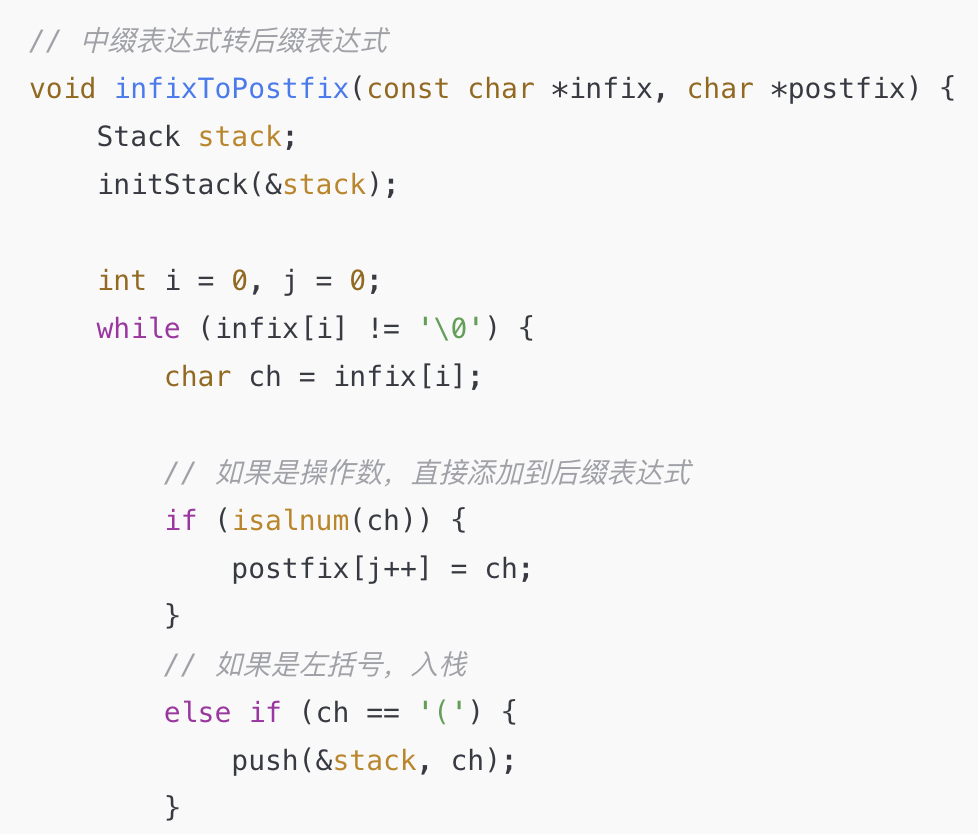 // 中缀表达式转后缀表达式
void infixToPostfix(const char *infix, char *postfix) {
    Stack stack;
    initStack(&stack);

    int i = 0, j = 0;
    while (infix[i] != '\0') {
        char ch = infix[i];

        // 如果是操作数，直接添加到后缀表达式
        if (isalnum(ch)) {
            postfix[j++] = ch;
        }
        // 如果是左括号，入栈
        else if (ch == '(') {
            push(&stack, ch);
        }